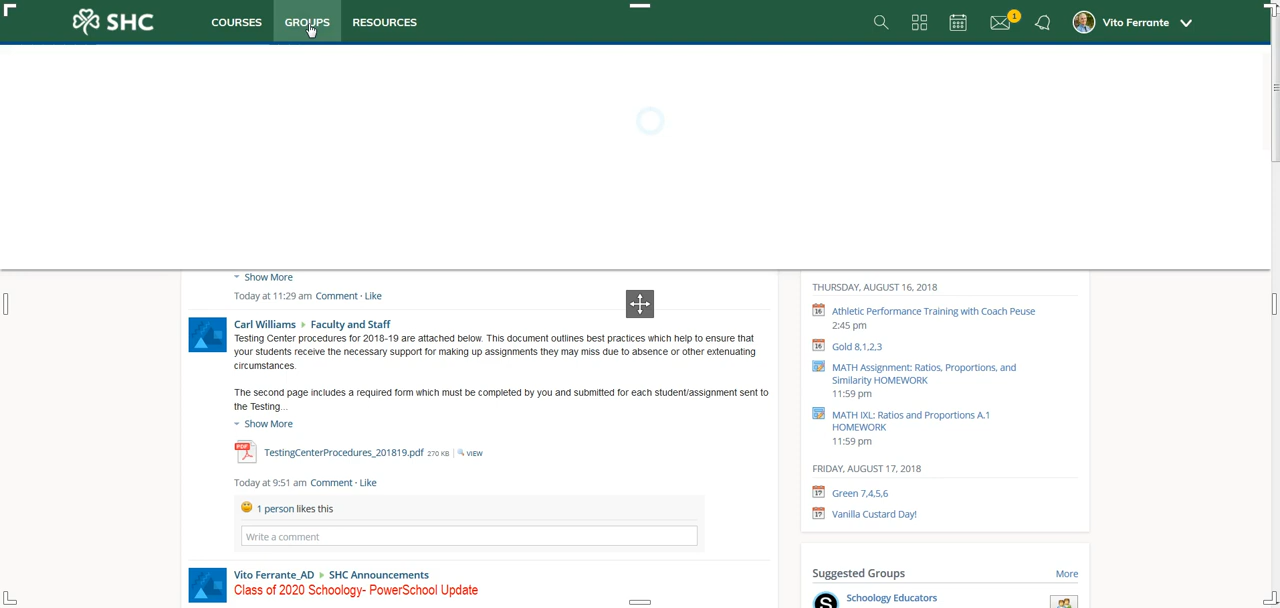 SHC
COURSES
GROUPS
RESOURCES
1
Vito Ferrante
Show More
Today at 11:29 am Comment · Like
Carl Williams Faculty and Staff
Testing Center procedures for 2018-19 are attached below. This document outlines best practices which help to ensure that
your students receive the necessary support for making up assignments they may miss due to absence or other extenuating
circumstances.
The second page includes a required form which must be completed by you and submitted for each student/assignment sent to
the Testing...
Show More
PDF
TestingCenterProcedures_201819.pdf 270 KB VIEW
Today at 9:51 am Comment · Like
1 person likes this
Write a comment
Vito Ferrante_AD SHC Announcements
Class of 2020 Schoology- PowerSchool Update
THURSDAY, AUGUST 16, 2018
16 Athletic Performance Training with Coach Peuse
2:45 pm
16 Gold 8,1,2,3
MATH Assignment: Ratios, Proportions, and
Similarity HOMEWORK
11:59 pm
MATH IXL: Ratios and Proportions A.1
HOMEWORK
11:59 pm
FRIDAY, AUGUST 17, 2018
17 Green 7,4,5,6
17 Vanilla Custard Day!
Suggested Groups
More
S
Schoology Educators